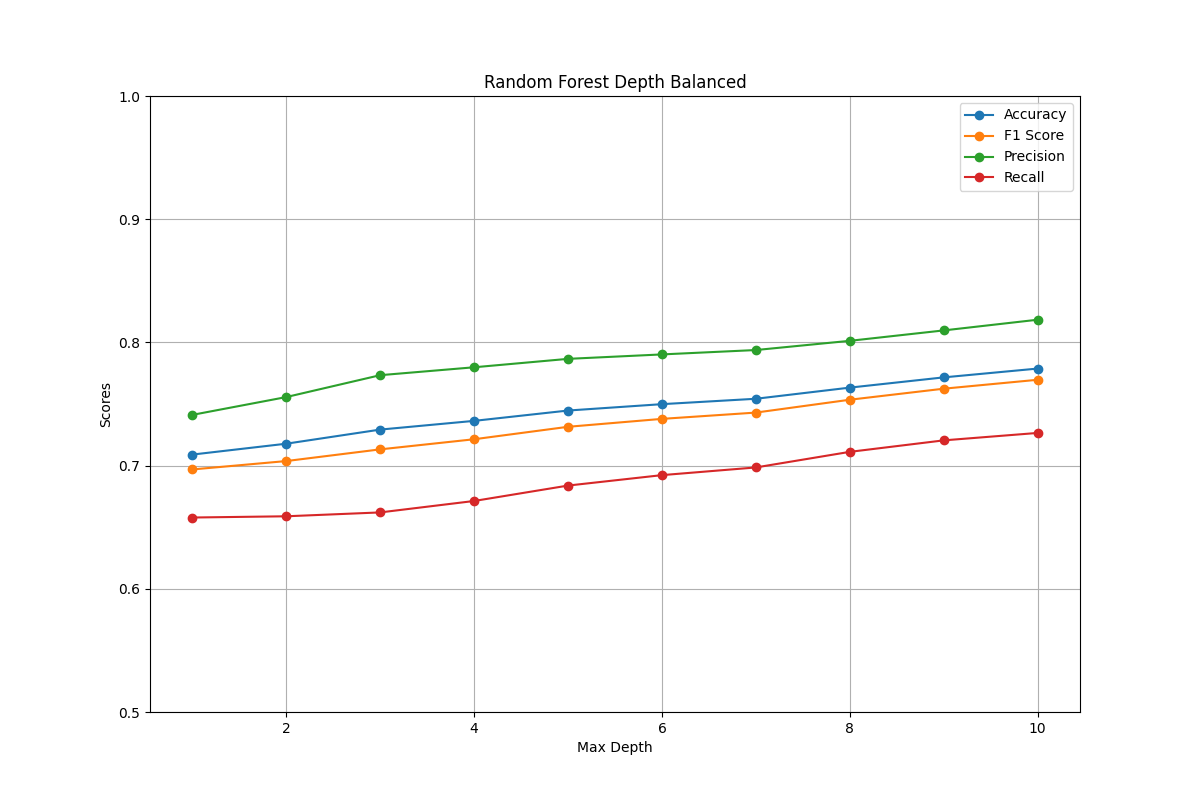 Random Forest Depth Balanced
1.0
0.9
0.8
0.7
0.6
0.5
Scores
Accuracy
F1 Score
Precision
Recall
2
4
6
8
10
Max Depth